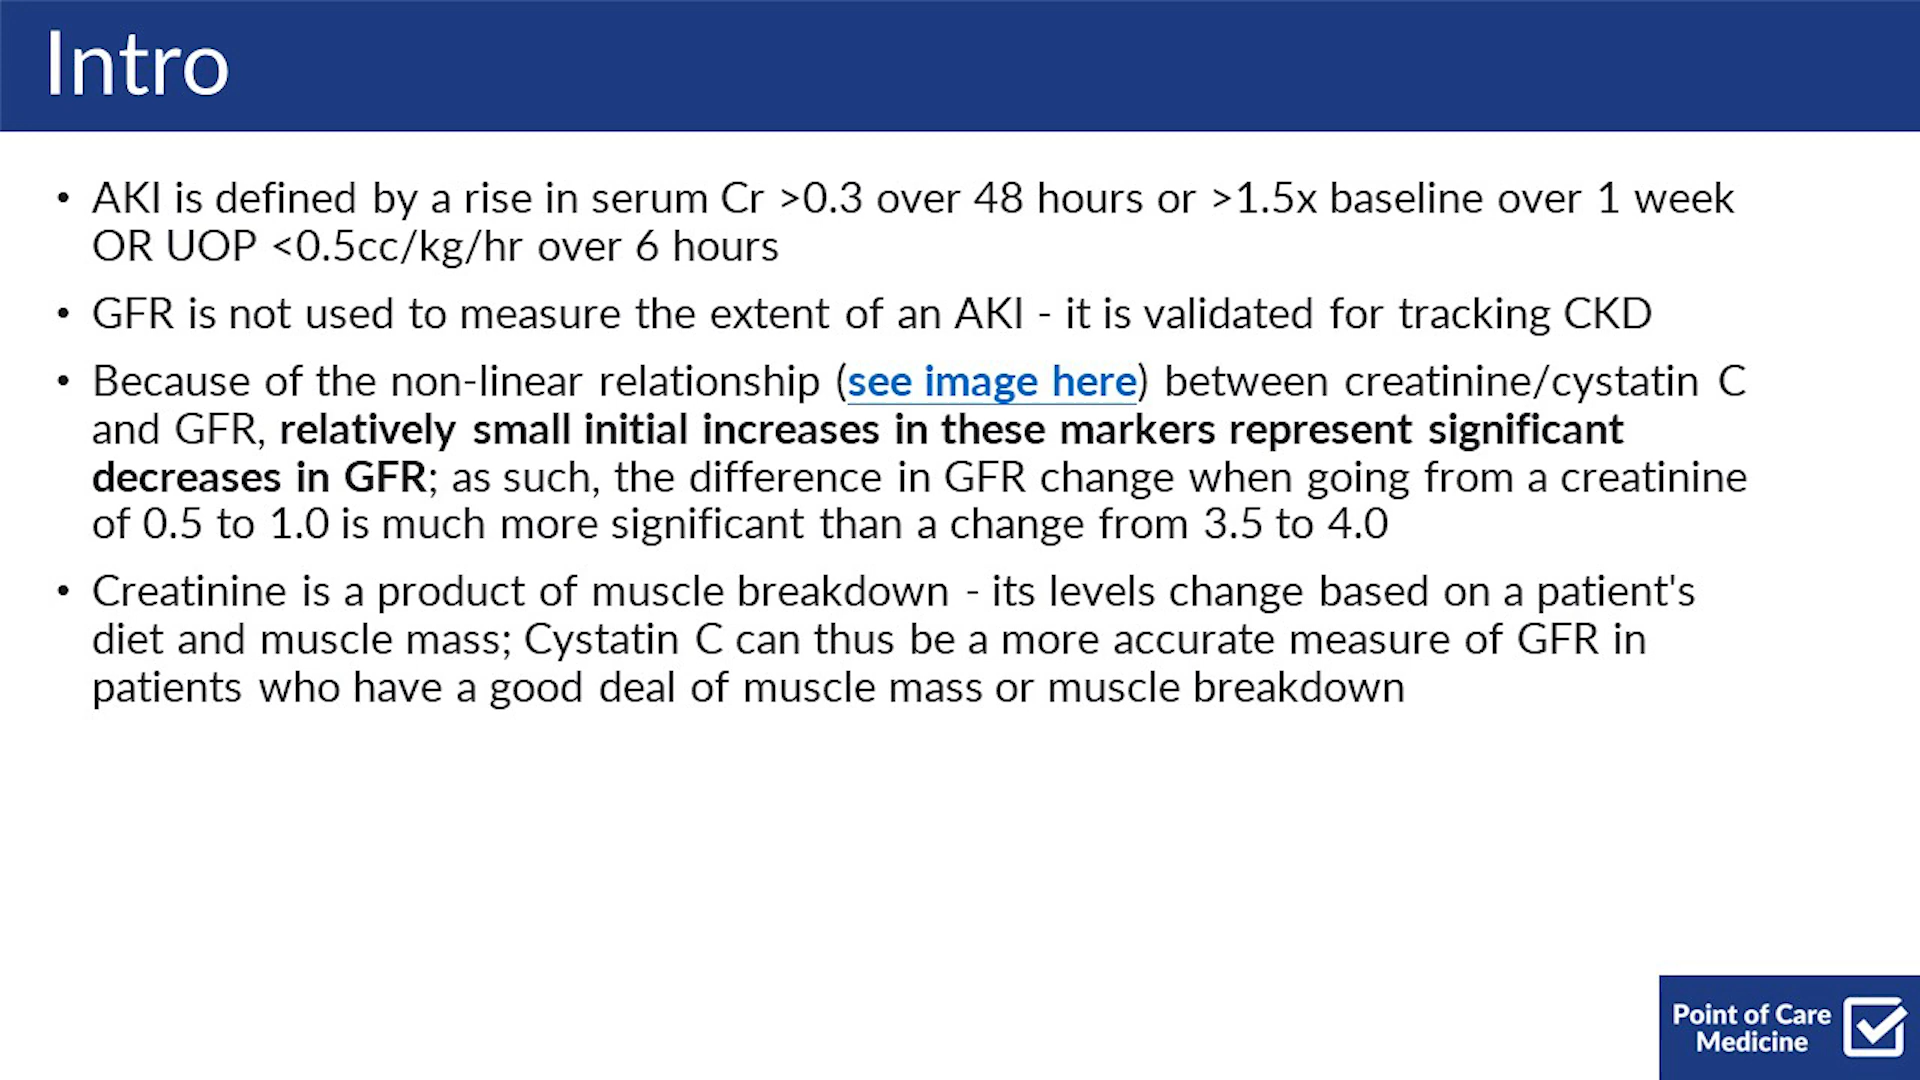 Intro
• AKI is defined by a rise in serum Cr >0.3 over 48 hours or >1.5x baseline over 1 week
OR UOP <0.5cc/kg/hr over 6 hours
• GFR is not used to measure the extent of an AKI - it is validated for tracking CKD
• Because of the non-linear relationship (see image here) between creatinine/cystatin C
and GFR, relatively small initial increases in these markers represent significant
decreases in GFR; as such, the difference in GFR change when going from a creatinine
of 0.5 to 1.0 is much more significant than a change from 3.5 to 4.0
• Creatinine is a product of muscle breakdown - its levels change based on a patient's
diet and muscle mass; Cystatin C can thus be a more accurate measure of GFR in
patients who have a good deal of muscle mass or muscle breakdown
Point of Care
Medicine